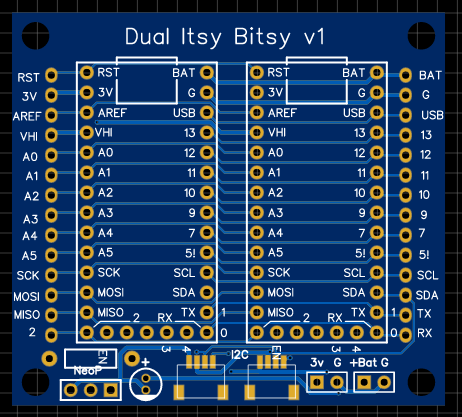 Dual Itsy Bitsy v1
RST RST BAT RST BAT BAT
3V 3V G 3V G G
AREF AREF USB AREF USB USB
VHI VHI 13 VHI 13 13
A0 A0 12 A0 12 12
A1 A1 11 A1 11 11
A2 A2 10 A2 10 10
A3 A3 9 A3 9 9
A4 A4 7 A4 7 7
A5 A5 5! A5 5! 5!
SCK SCK SCL SCK SCL SCL
MOSI MOSI SDA MOSI SDA SDA
MISO MISO TX 1 MISO TX 1 TX
2 2 RX 0 2 RX 0 RX
3 4 3 4
EN + I2C EN 3v G +Bat G
NeoP